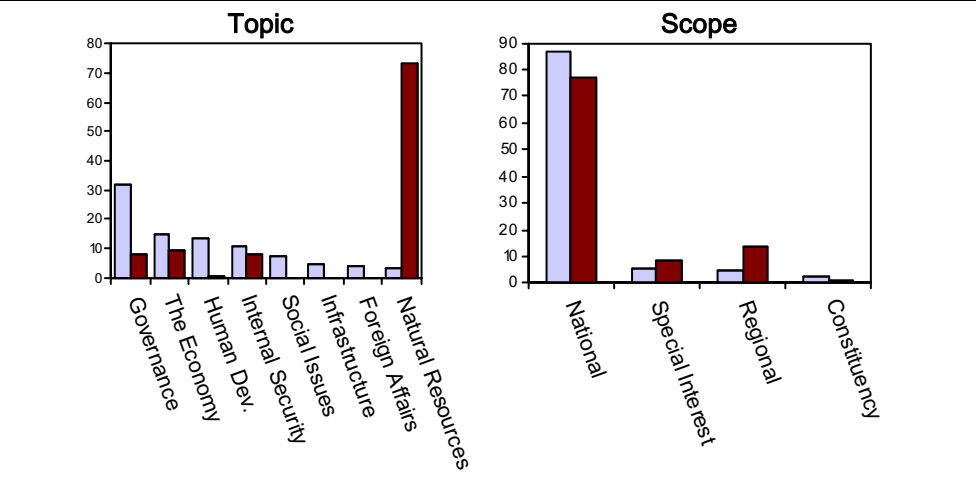 Topic
80
70
60
50
40
30
20
10
0
Governance
The Economy
Human Dev.
Internal Security
Social Issues
Infrastructure
Foreign Affairs
Natural Resources
Scope
90
80
70
60
50
40
30
20
10
0
National
Special Interest
Regional
Constituency